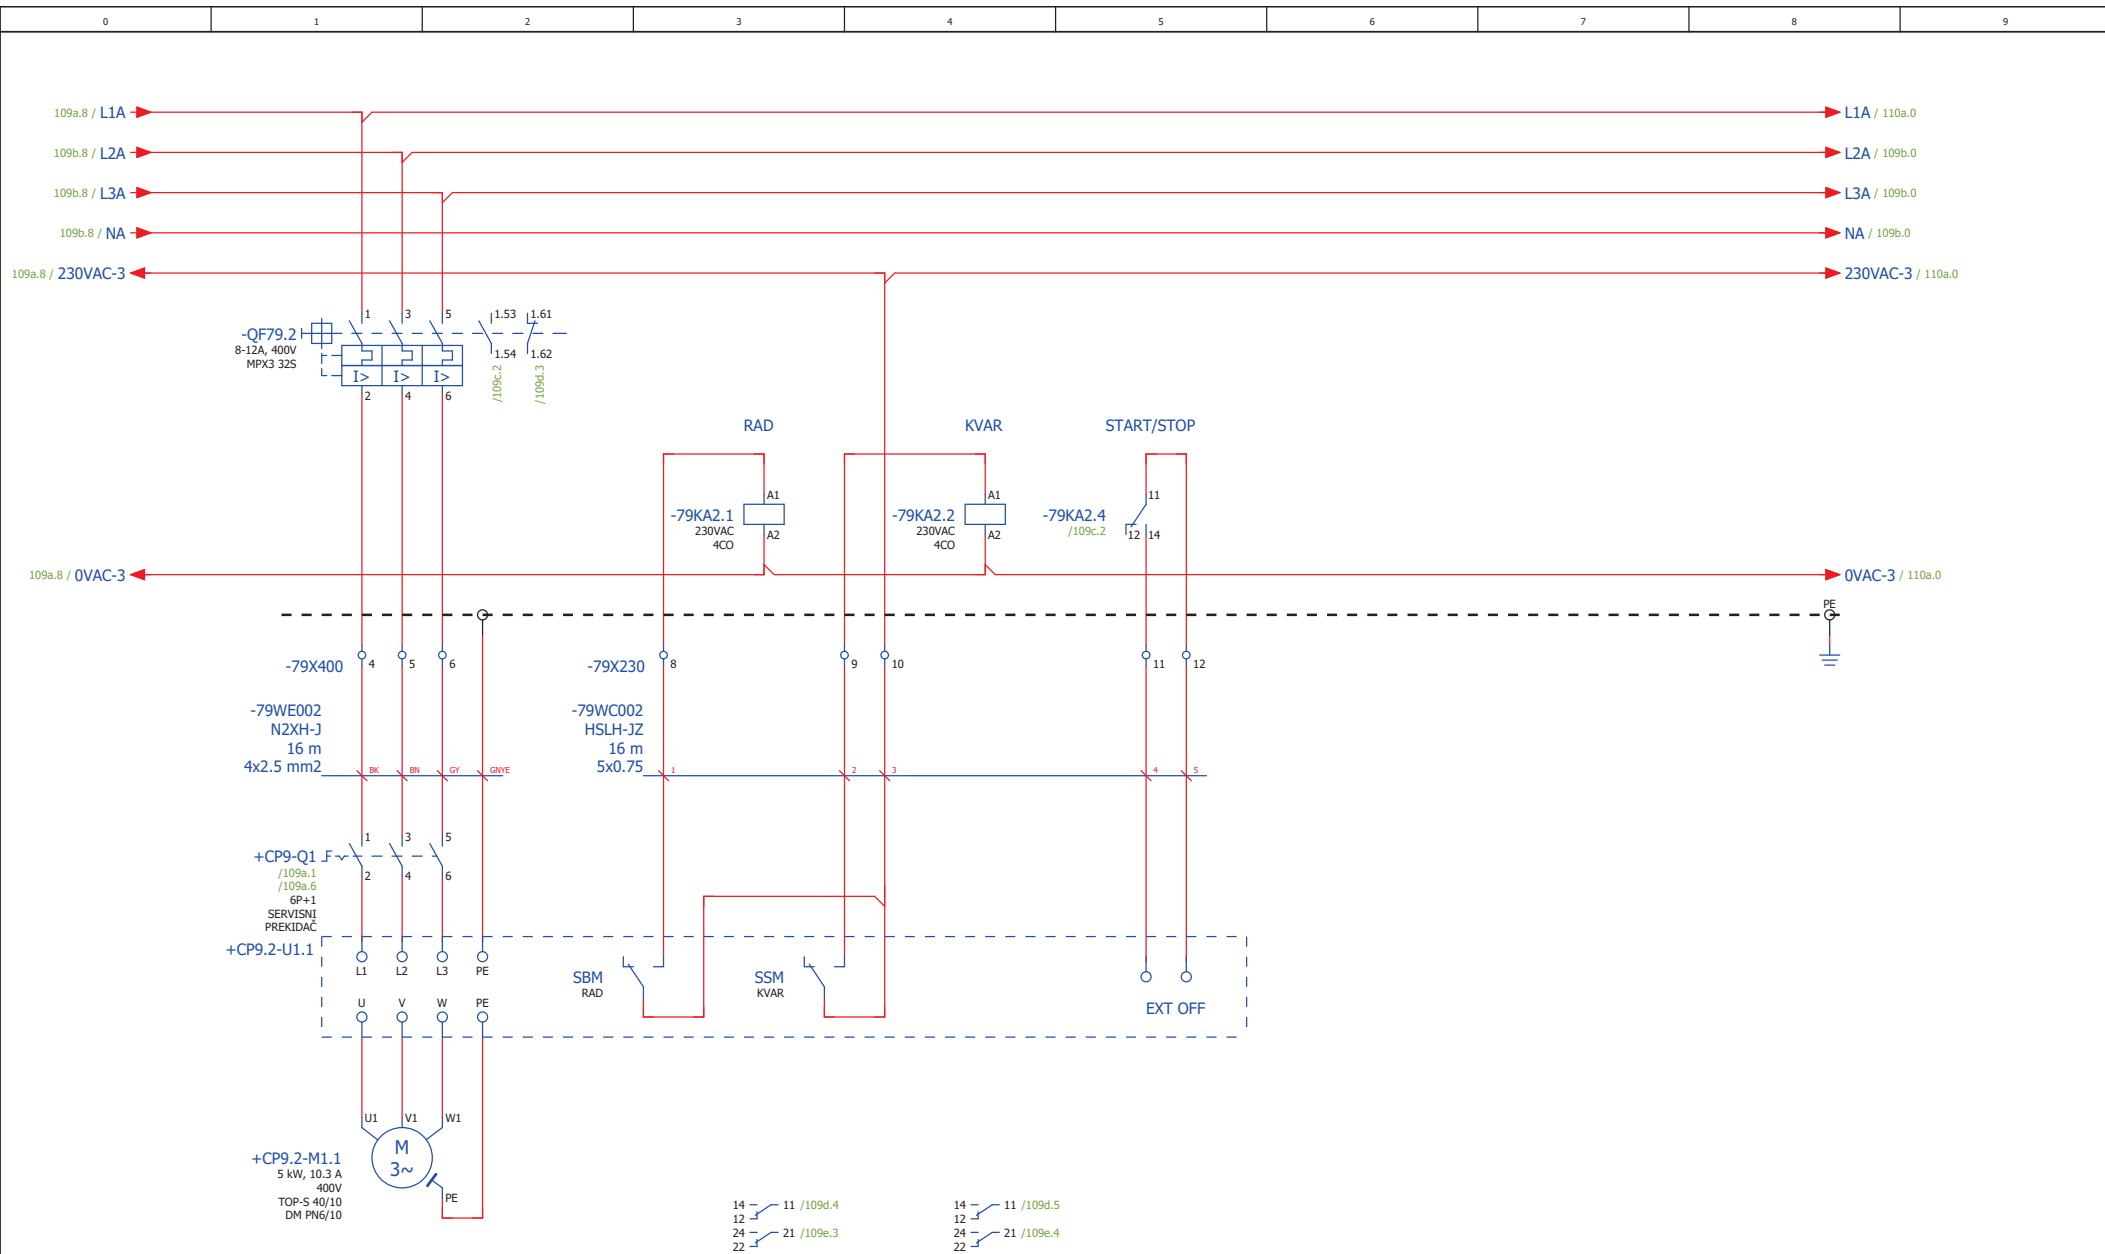 0 1 2 3 4 5 6 7 8 9
109a.8 / L1A
L1A / 110a.0
109b.8 / L2A
L2A / 109b.0
109b.8 / L3A
L3A / 109b.0
109b.8 / NA
NA / 109b.0
109a.8 / 230VAC-3
230VAC-3 / 110a.0
-QF79.2
8-12A, 400V
MPX3 32S
1 3 5 1.53 1.61
1.54 1.62
I> I> I>
2 4 6
/109c.2
/109d.3
RAD
KVAR
START/STOP
-79KA2.1
230VAC
4CO
A1
A2
-79KA2.2
230VAC
4CO
A1
A2
-79KA2.4
/109c.2
11
12 14
109a.8 / 0VAC-3
0VAC-3 / 110a.0
PE
-79X400
4 5 6
-79X230
8 9 10 11 12
-79WE002
N2XH-J
16 m
4x2.5 mm2
BK BN GY GNYE
-79WC002
HSLH-JZ
16 m
5x0.75
1 2 3 4 5
+CP9-Q1
/109a.1
/109a.6
6P+1
SERVISNI
PREKIDAČ
1 3 5
2 4 6
+CP9.2-U1.1
L1 L2 L3 PE
U V W PE
SBM
RAD
SSM
KVAR
EXT OFF
U1 V1 W1
M
3~
PE
+CP9.2-M1.1
5 kW, 10.3 A
400V
TOP-S 40/10
DM PN6/10
14 11 /109d.4
12
24 21 /109e.3
22
14 11 /109d.5
12
24 21 /109e.4
22